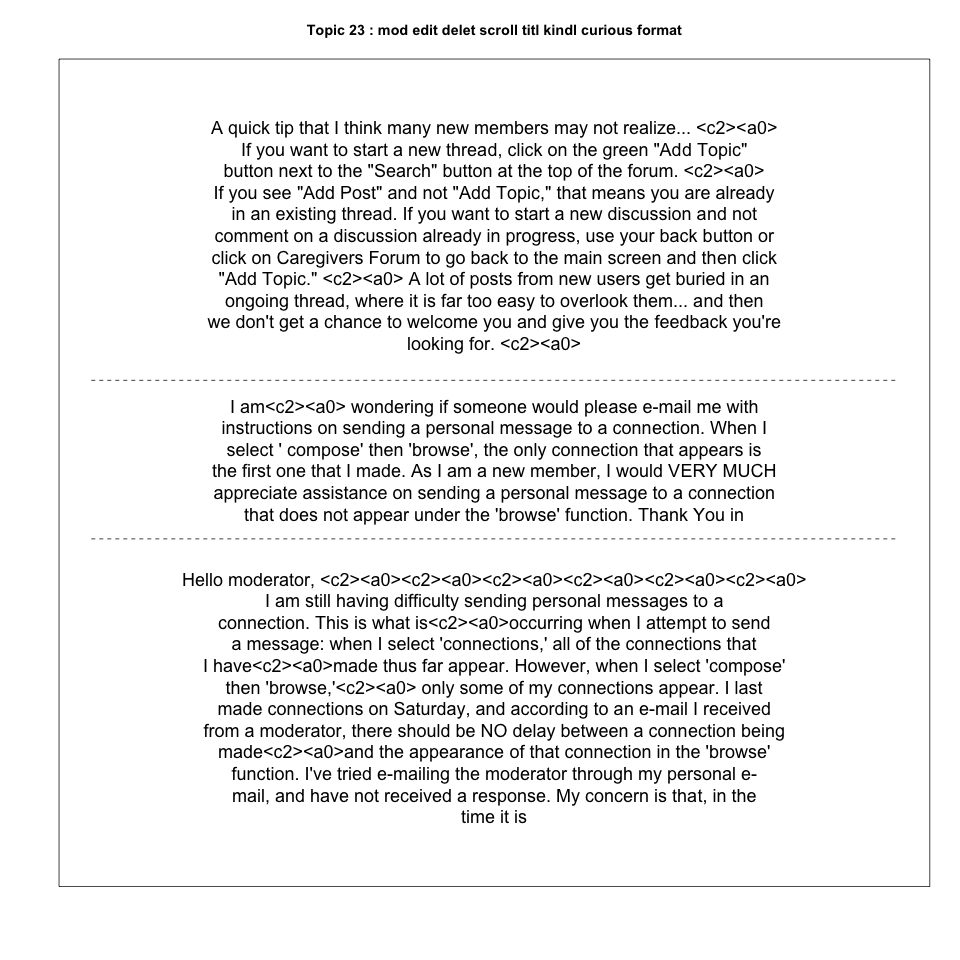 Topic 23 : mod edit delet scroll titl kindl curious format
A quick tip that I think many new members may not realize... <c2><a0>
If you want to start a new thread, click on the green "Add Topic"
button next to the "Search" button at the top of the forum. <c2><a0>
If you see "Add Post" and not "Add Topic," that means you are already
in an existing thread. If you want to start a new discussion and not
comment on a discussion already in progress, use your back button or
click on Caregivers Forum to go back to the main screen and then click
"Add Topic." <c2><a0> A lot of posts from new users get buried in an
ongoing thread, where it is far too easy to overlook them... and then
we don't get a chance to welcome you and give you the feedback you're
looking for. <c2><a0>
I am<c2><a0> wondering if someone would please e-mail me with
instructions on sending a personal message to a connection. When I
select ' compose' then 'browse', the only connection that appears is
the first one that I made. As I am a new member, I would VERY MUCH
appreciate assistance on sending a personal message to a connection
that does not appear under the 'browse' function. Thank You in
Hello moderator, <c2><a0><c2><a0><c2><a0><c2><a0><c2><a0><c2><a0>
I am still having difficulty sending personal messages to a
connection. This is what is<c2><a0>occurring when I attempt to send
a message: when I select 'connections,' all of the connections that
I have<c2><a0>made thus far appear. However, when I select 'compose'
then 'browse,'<c2><a0> only some of my connections appear. I last
made connections on Saturday, and according to an e-mail I received
from a moderator, there should be NO delay between a connection being
made<c2><a0>and the appearance of that connection in the 'browse'
function. I've tried e-mailing the moderator through my personal e-
mail, and have not received a response. My concern is that, in the
time it is